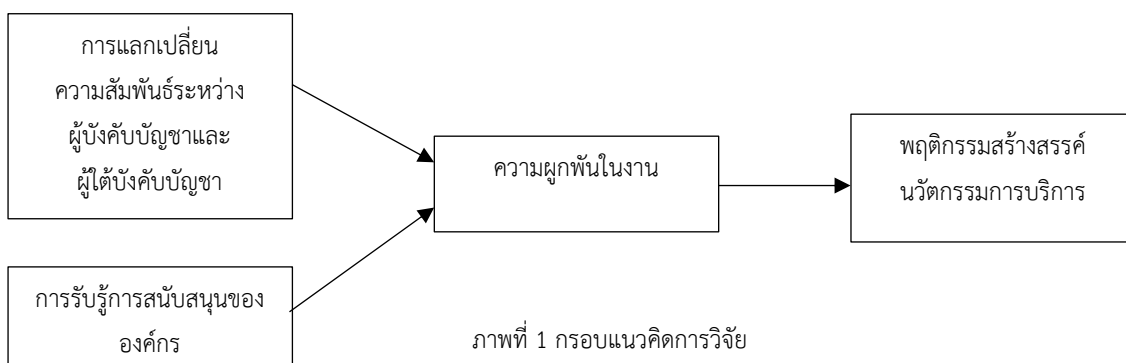 การแลกเปลี่ยน
ความสัมพันธ์ระหว่าง
ผู้บังคับบัญชาและ
ผู้ใต้บังคับบัญชา
ความผูกพันในงาน
พฤติกรรมสร้างสรรค์
นวัตกรรมการบริการ
การรับรู้การสนับสนุนของ
องค์กร
ภาพที่ 1 กรอบแนวคิดการวิจัย